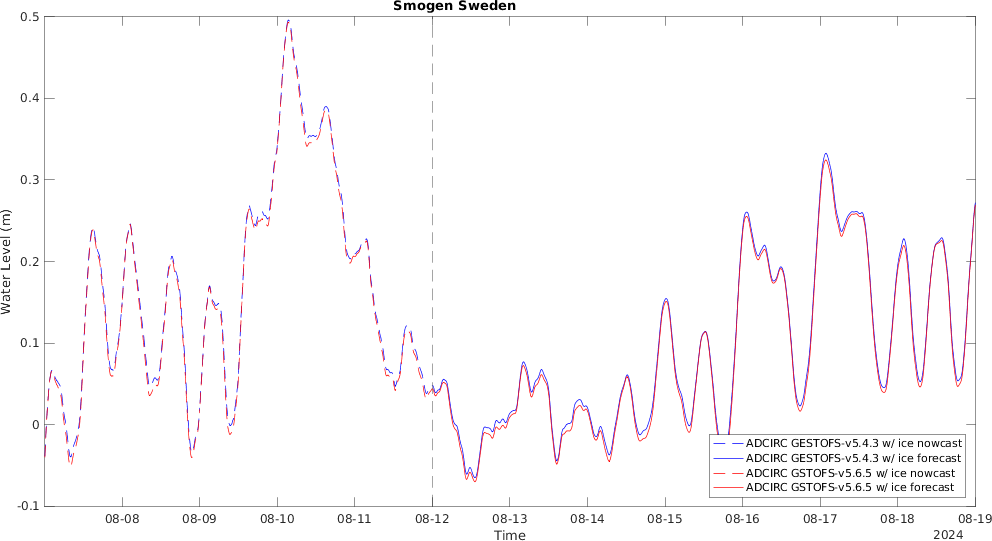 Smogen Sweden
0.5
0.4
0.3
0.2
0.1
0
-0.1
Water Level (m)
ADCIRC GESTOFS-v5.4.3 w/ ice nowcast
ADCIRC GESTOFS-v5.4.3 w/ ice forecast
ADCIRC GSTOFS-v5.6.5 w/ ice nowcast
ADCIRC GSTOFS-v5.6.5 w/ ice forecast
08-08 08-09 08-10 08-11 08-12 08-13 08-14 08-15 08-16 08-17 08-18 08-19
Time
2024